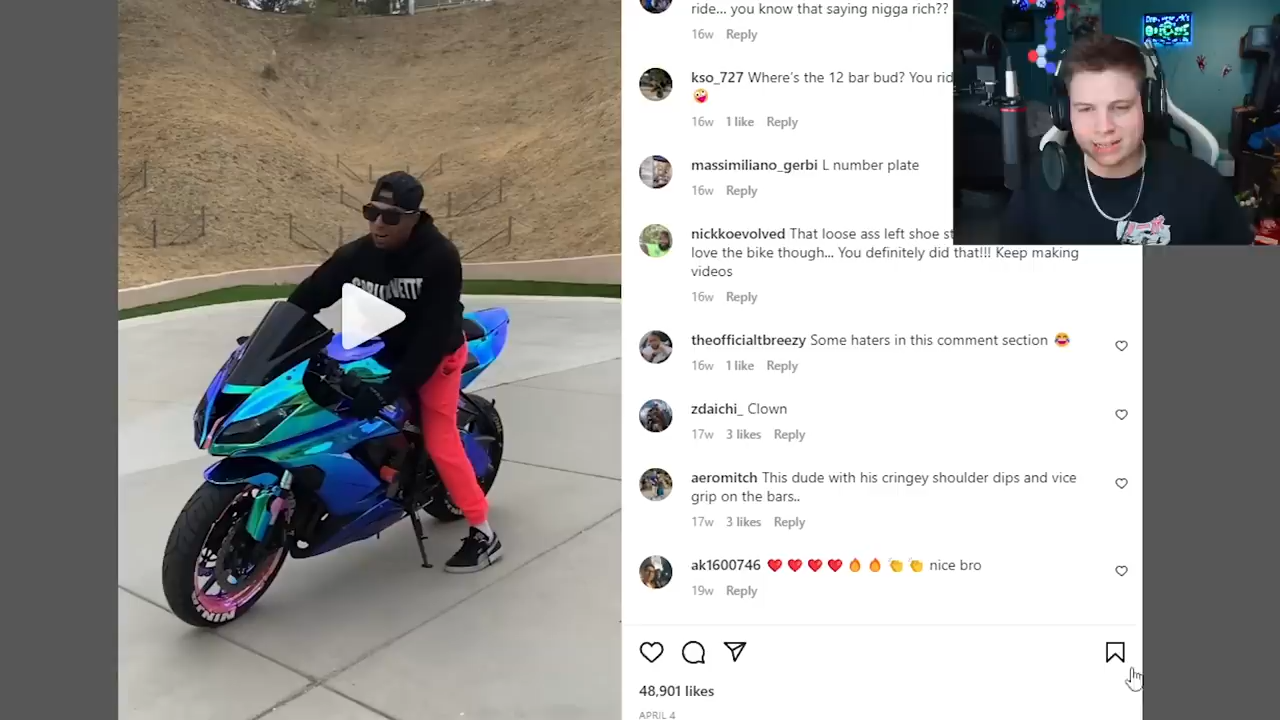 ride... you know that saying nigga rich??
16w Reply
kso_727 Where's the 12 bar bud? You rid
🤪
16w 1 like Reply
massimiliano_gerbi L number plate
16w Reply
nickkoevolved That loose ass left shoe st
love the bike though... You definitely did that!!! Keep making
videos
16w Reply
theofficialtbreezy Some haters in this comment section 😂
16w 1 like Reply
zdaichi_ Clown
17w 3 likes Reply
aeromitch This dude with his cringey shoulder dips and vice
grip on the bars..
17w 3 likes Reply
ak1600746 ❤️ ❤️ ❤️ ❤️ 🔥 🔥 👏 👏 nice bro
19w Reply
48,901 likes
APRIL 4